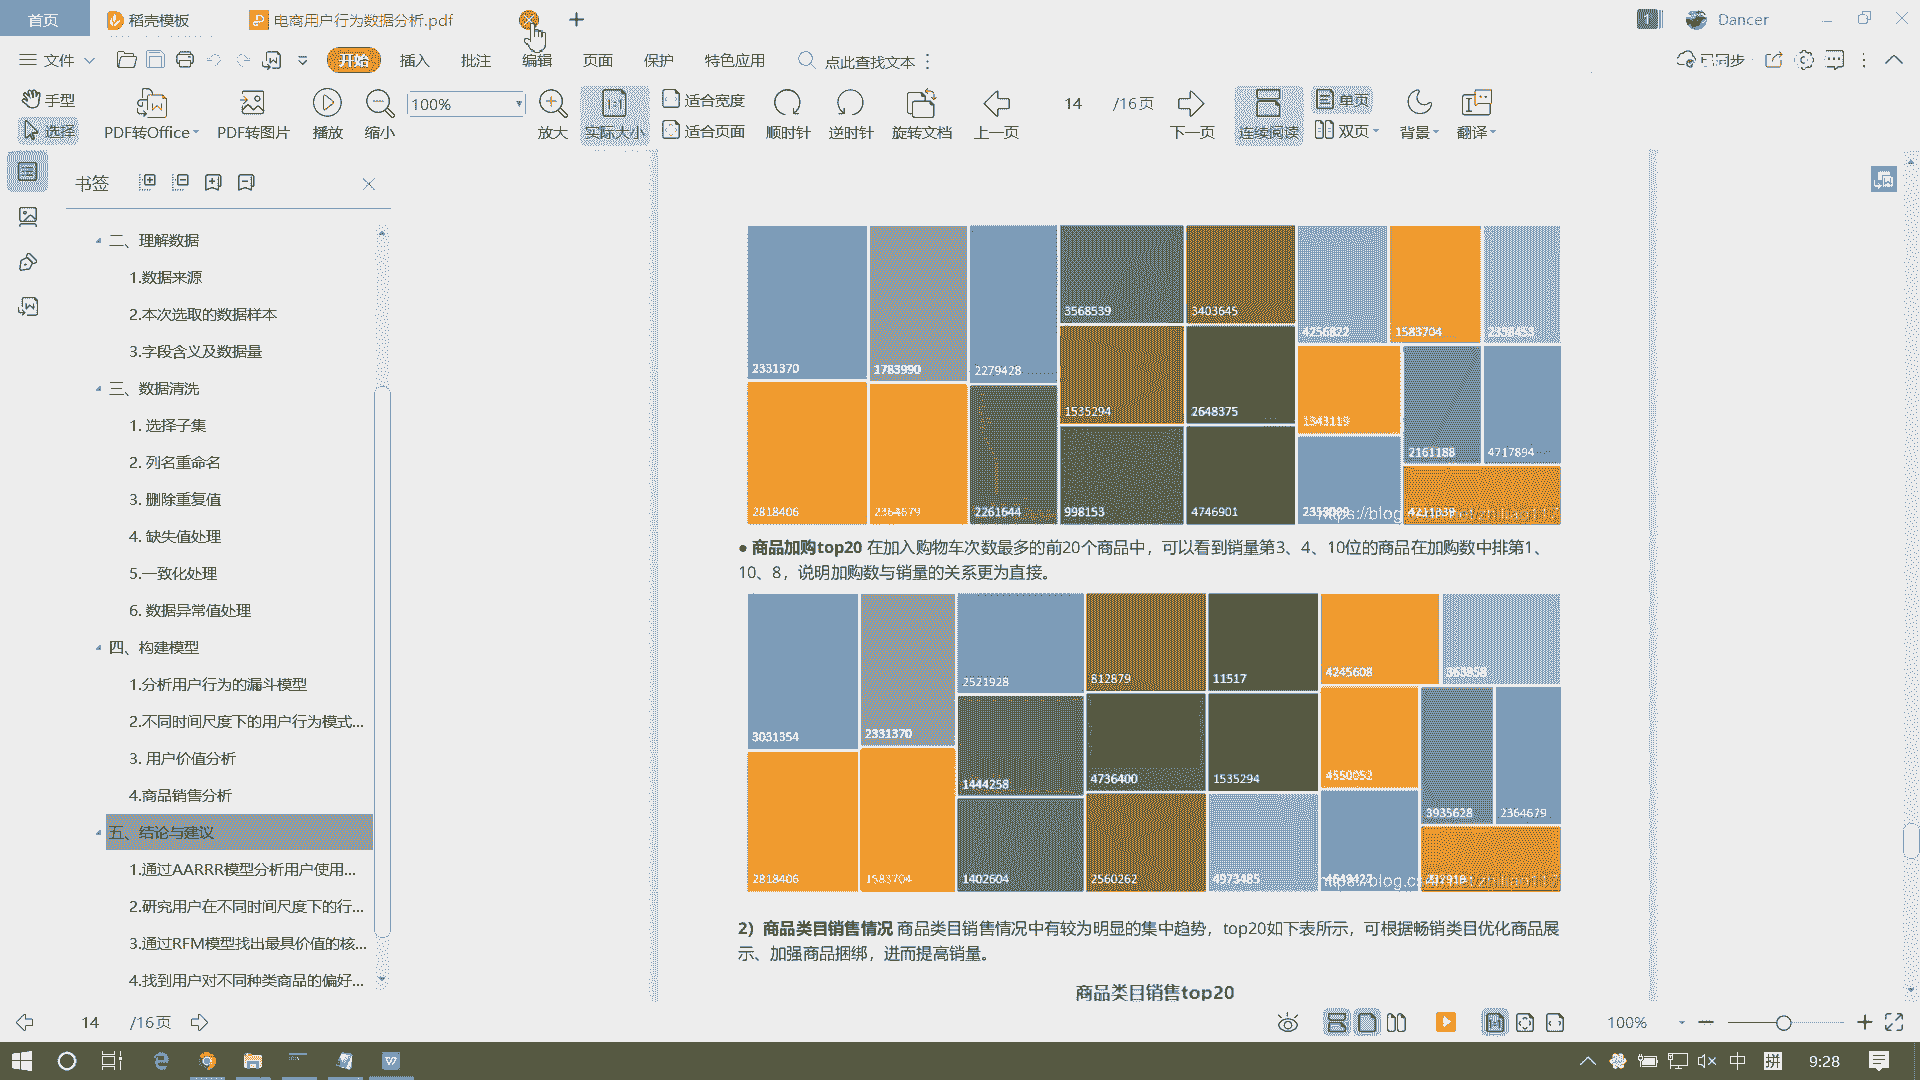 首页
稻壳模板
电商用户行为数据分析.pdf
1
Dancer
文件
开始
插入
批注
编辑
页面
保护
特色应用
点此查找文本
已同步
手型
选择
PDF转Office
PDF转图片
播放
缩小
100%
放大
实际大小
适合宽度
适合页面
顺时针
逆时针
旋转文档
上一页
14
/16页
下一页
连续阅读
单页
双页
背景
翻译
书签
二、理解数据
1.数据来源
2.本次选取的数据样本
3.字段含义及数据量
三、数据清洗
1. 选择子集
2. 列名重命名
3. 删除重复值
4. 缺失值处理
5.一致化处理
6. 数据异常值处理
四、构建模型
1.分析用户行为的漏斗模型
2.不同时间尺度下的用户行为模式...
3. 用户价值分析
4.商品销售分析
五、结论与建议
1.通过AARRR模型分析用户使用...
2.研究用户在不同时间尺度下的行...
3.通过RFM模型找出最具价值的核...
4.找到用户对不同种类商品的偏好...
2331370
1783990
2279428
3568539
3403645
4256822
1583704
2338453
1535294
2648375
1343119
2161188
4717894
2818406
2364679
2261644
998153
4746901
● 商品加购top20 在加入购物车次数最多的前20个商品中，可以看到销量第3、4、10位的商品在加购数中排第1、
10、8，说明加购数与销量的关系更为直接。
3031354
2331370
2521928
812879
11517
4245608
1444258
4736400
1535294
4550052
3935628
2364679
2818406
1583704
1402604
2560262
4973485
2）商品类目销售情况 商品类目销售情况中有较为明显的集中趋势，top20如下表所示，可根据畅销类目优化商品展
示、加强商品捆绑，进而提高销量。
商品类目销售top20
14
/16页
100%
中
拼
9:28